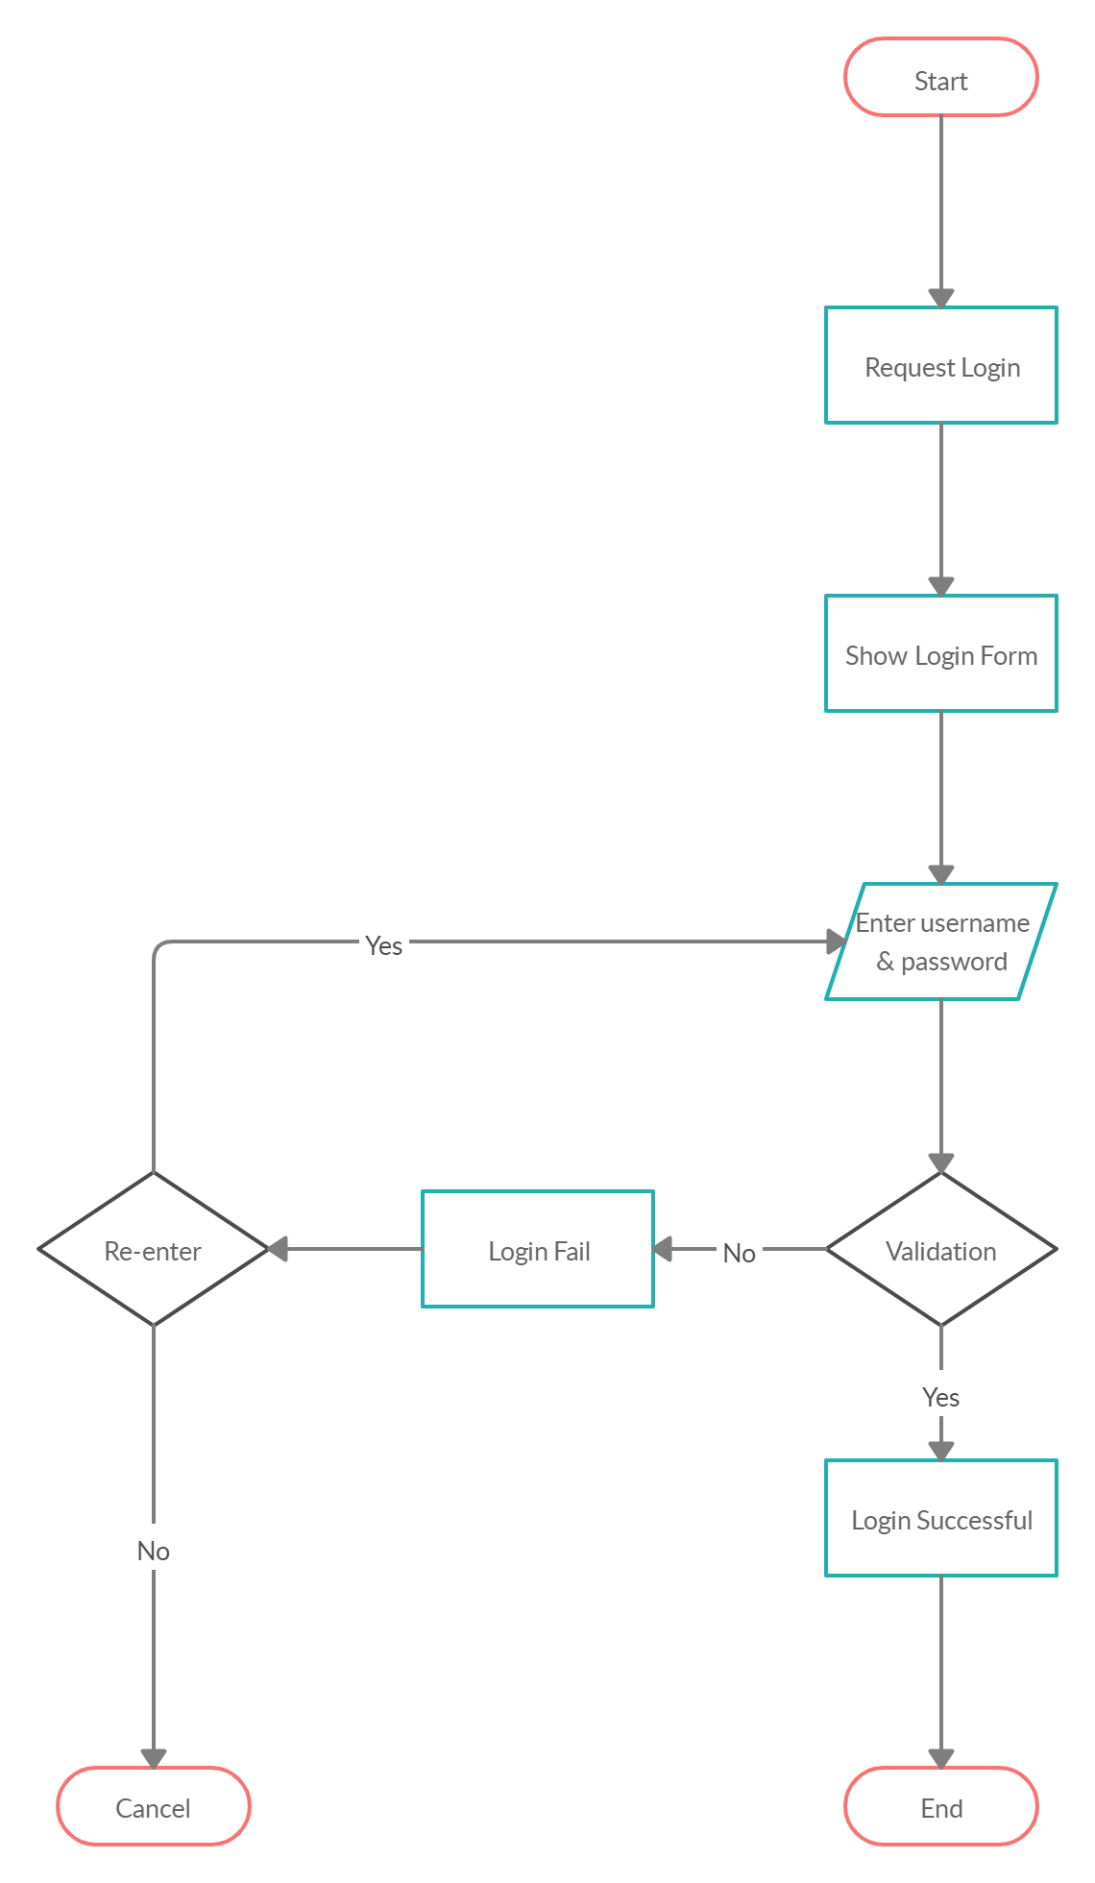 Start
Request Login
Show Login Form
Enter username
& password
Yes
Re-enter
Login Fail
No
Validation
Yes
Login Successful
No
Cancel
End